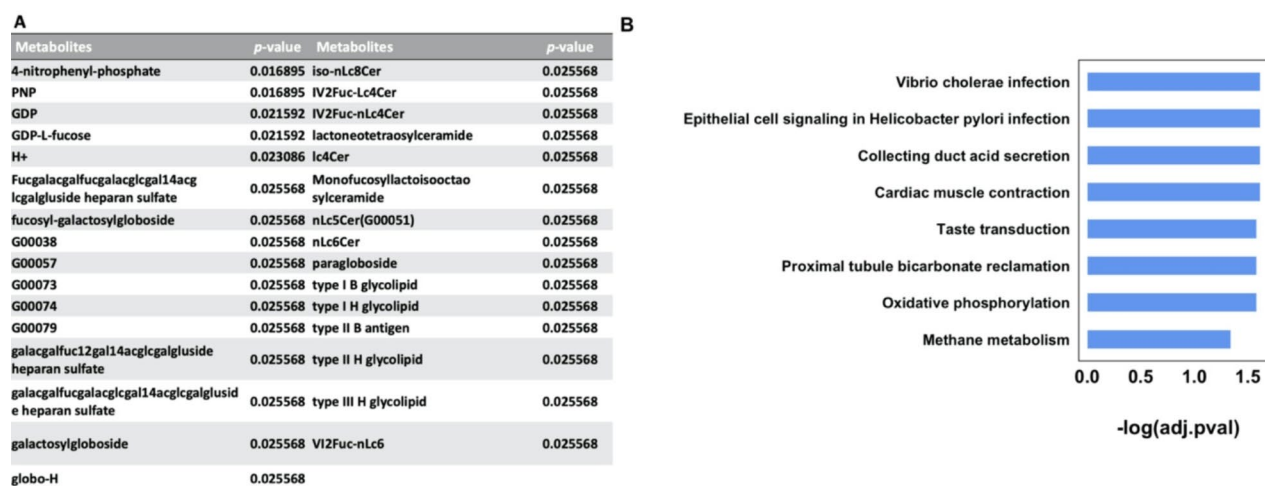 A
Metabolites p-value Metabolites p-value
4-nitrophenyl-phosphate 0.016895 iso-nLc8Cer 0.025568
PNP 0.016895 IV2Fuc-Lc4Cer 0.025568
GDP 0.021592 IV2Fuc-nLc4Cer 0.025568
GDP-L-fucose 0.021592 lactoneotetraosylceramide 0.025568
H+ 0.023086 lc4Cer 0.025568
Fucgalacgalfucgalacglcgal14acg
lcgalgluside heparan sulfate 0.025568 Monofucosyllactoisooctao
sylceramide 0.025568
fucosyl-galactosylgloboside 0.025568 nLc5Cer(G00051) 0.025568
G00038 0.025568 nLc6Cer 0.025568
G00057 0.025568 paragloboside 0.025568
G00073 0.025568 type I B glycolipid 0.025568
G00074 0.025568 type I H glycolipid 0.025568
G00079 0.025568 type II B antigen 0.025568
galacgalfuc12gal14acglcgalgluside
heparan sulfate 0.025568 type II H glycolipid 0.025568
galacgalfucgalacglcgal14acglcgalglusid
e heparan sulfate 0.025568 type III H glycolipid 0.025568
galactosylgloboside 0.025568 VI2Fuc-nLc6 0.025568
globo-H 0.025568
B
Vibrio cholerae infection
Epithelial cell signaling in Helicobacter pylori infection
Collecting duct acid secretion
Cardiac muscle contraction
Taste transduction
Proximal tubule bicarbonate reclamation
Oxidative phosphorylation
Methane metabolism
0.0 0.5 1.0 1.5
-log(adj.pval)